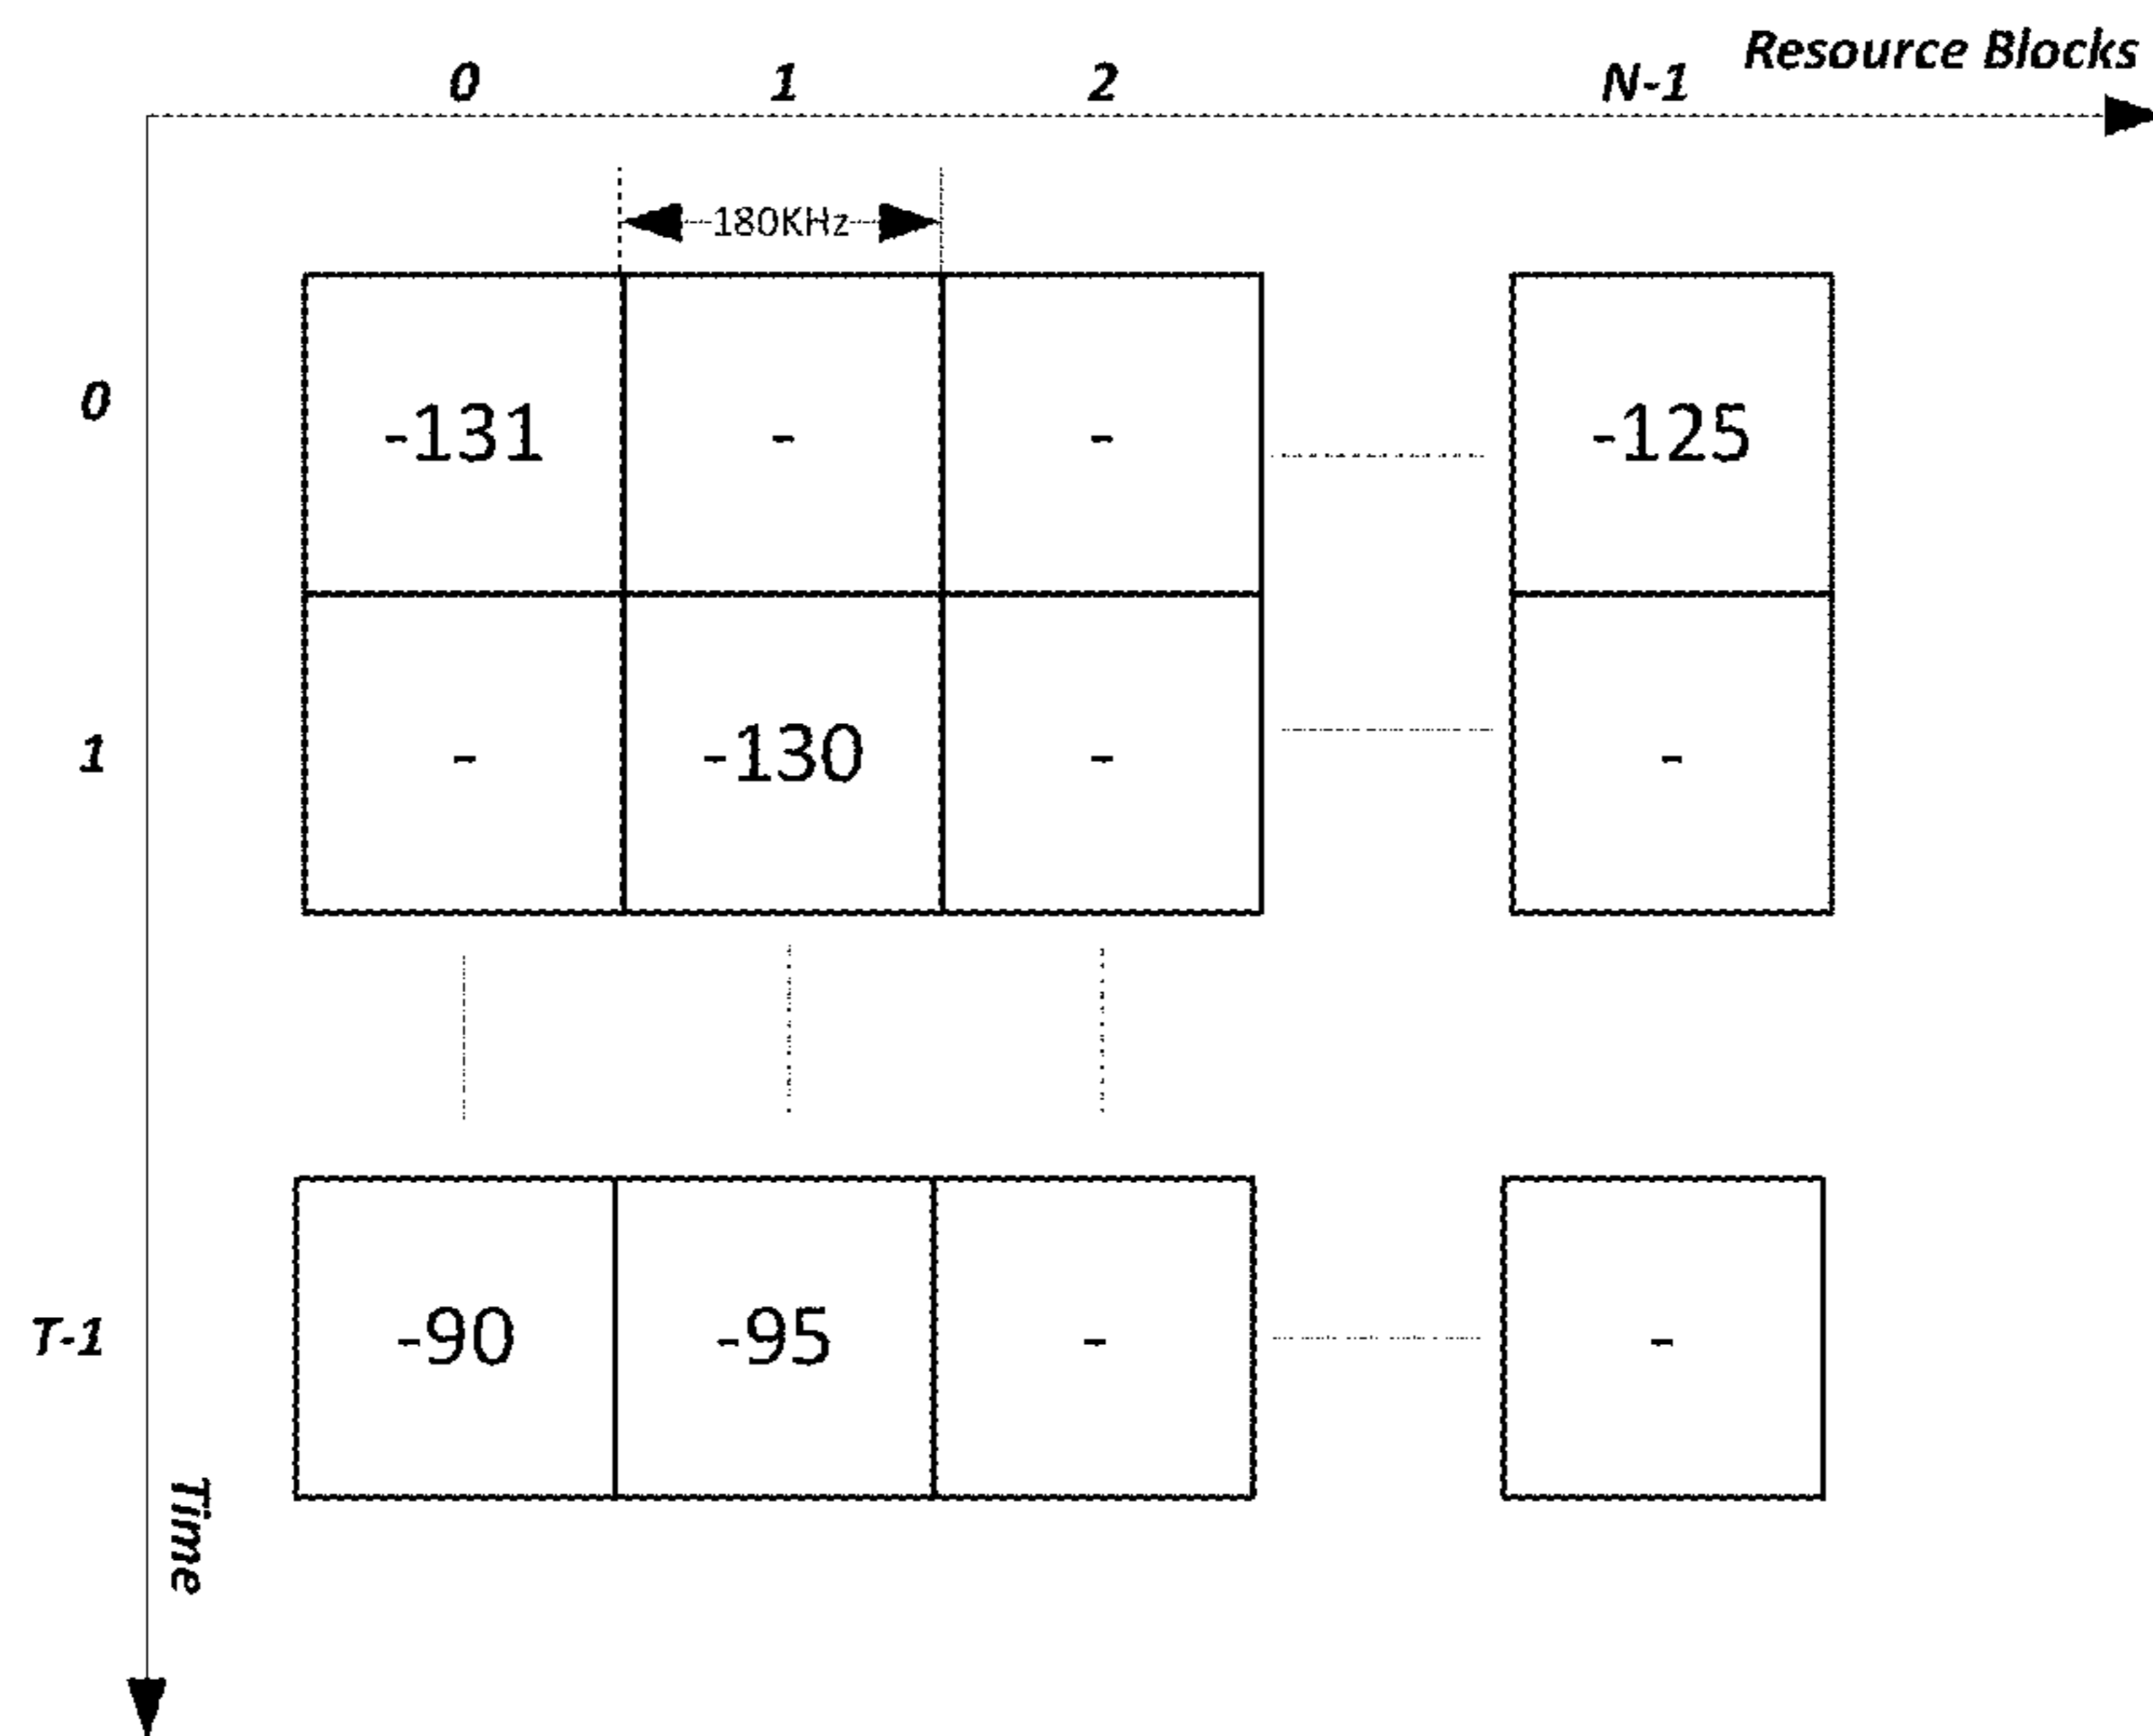 Resource Blocks
0 1 2 N-1
180KHz
0 -131 - - -125
1 - -130 - -
T-1 -90 -95 - -
Time